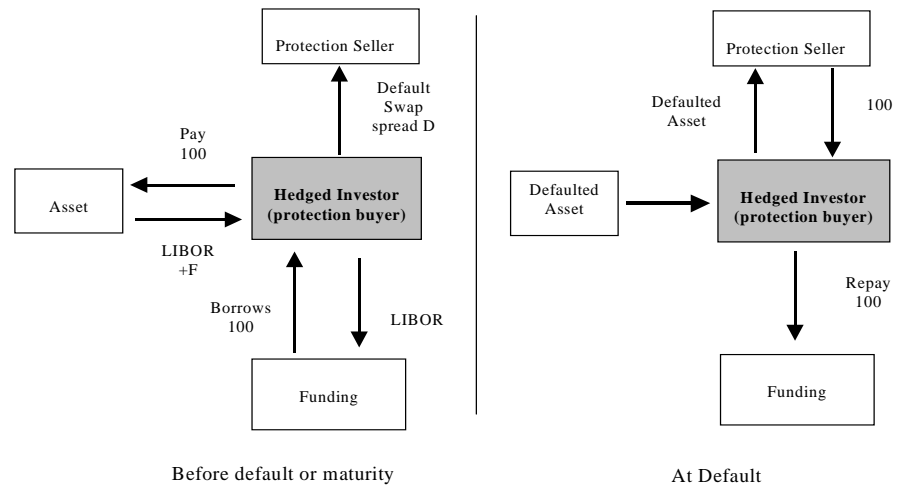 Protection Seller
Default
Swap
spread D
Pay
100
Hedged Investor
(protection buyer)
Asset
LIBOR
+F
Borrows
100
LIBOR
Funding
Before default or maturity
Protection Seller
Defaulted
Asset
100
Defaulted
Asset
Hedged Investor
(protection buyer)
Repay
100
Funding
At Default